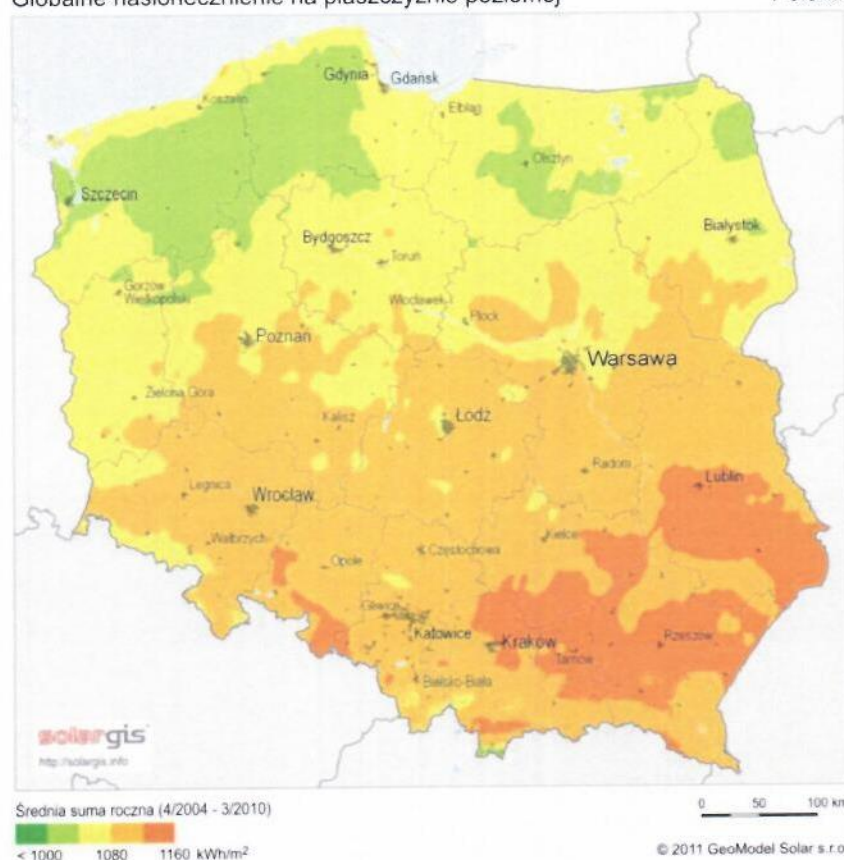 Globalne nasłonecznienie na płaszczyźnie poziomej
Gdynia
Gdańsk
Koszalin
Elbląg
Olsztyn
Szczecin
Bydgoszcz
Białystok
Toruń
Gorzów
Wielkopolski
Włocławek
Płock
Poznań
Warsawa
Zielona Góra
Kalisz
Łodz
Radom
Lublin
Legnica
Wrocław
Wałbrzych
Opole
Częstochowa
Kielce
Gliwice
Katowice
Kraków
Tarnów
Rzeszów
Bielsko-Biała
solargis
http://solargis.info
Średnia suma roczna (4/2004 - 3/2010)
0 50 100 km
< 1000 1080 1160 kWh/m²
© 2011 GeoModel Solar s.r.o